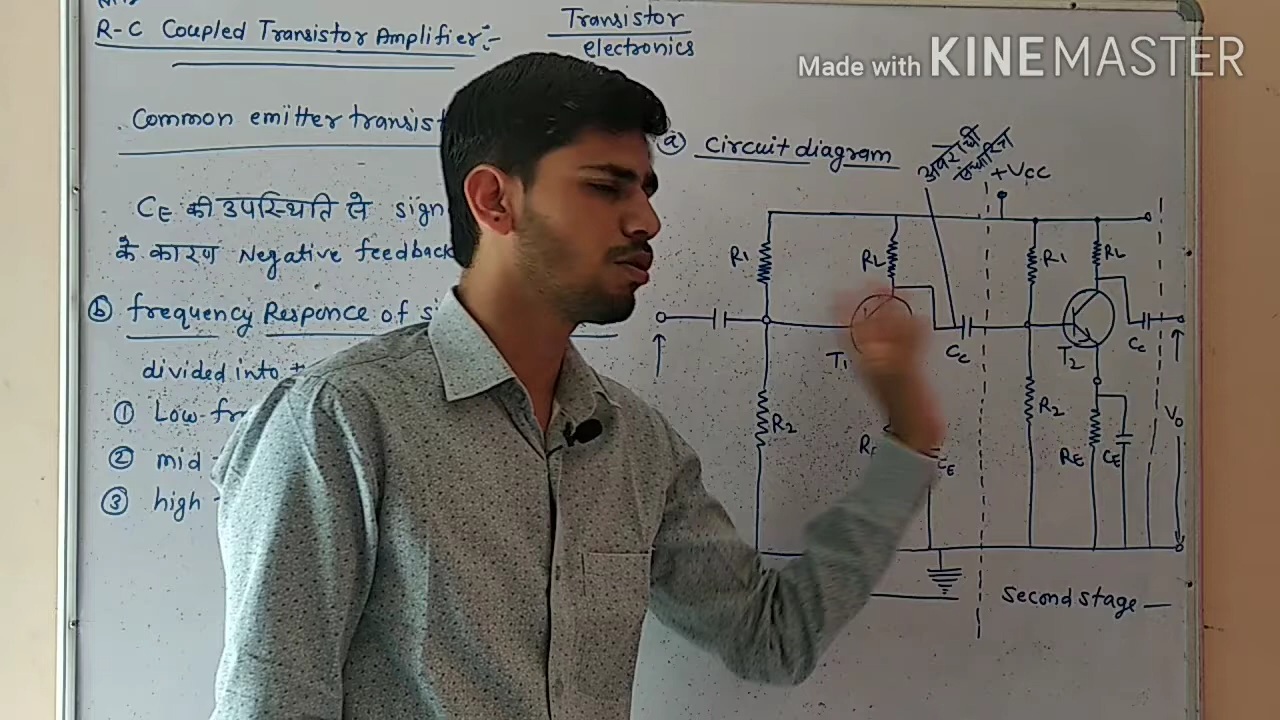 R-C Coupled Transistor Amplifier:-
Transistor
electronics
Made with KINEMASTER
Common emitter transist
(a) circuit diagram
+VCC
CE की उपस्थिति से sign
के कारण Negative feedback
(b) frequency Responce of s
divided into
① Low-fr
② mid
③ high
R1
RL
R1
RL
T1
CC
T2
CC
R2
CE
R2
RE
CE
Vo
second stage